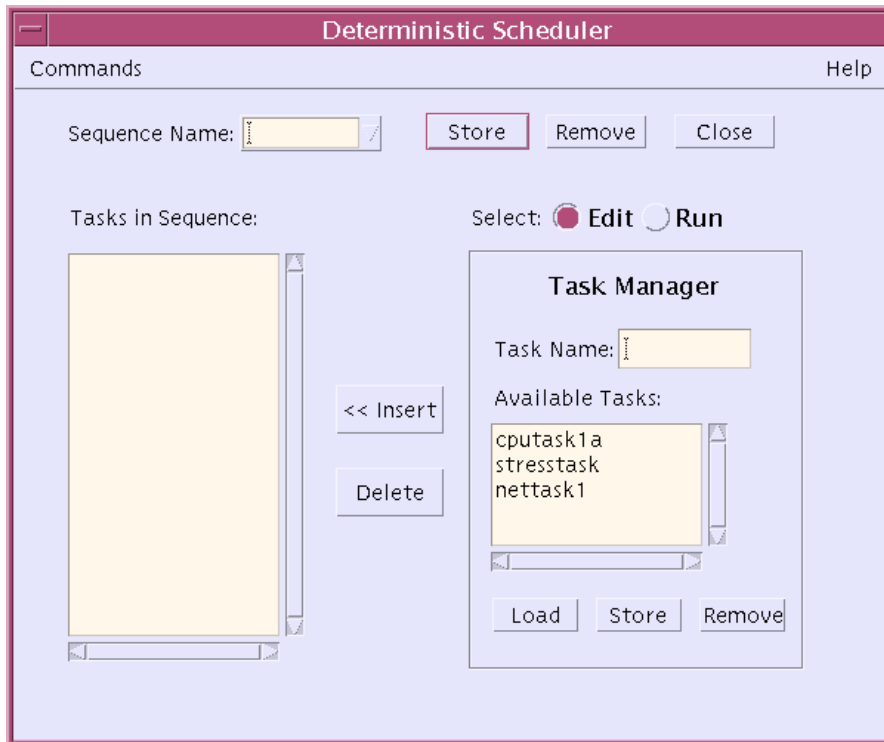 Deterministic Scheduler
Commands Help
Sequence Name: Store Remove Close
Tasks in Sequence:
Select: Edit Run
Task Manager
Task Name:
Available Tasks:
cputask1a
stresstask
nettask1
<< Insert
Delete
Load Store Remove